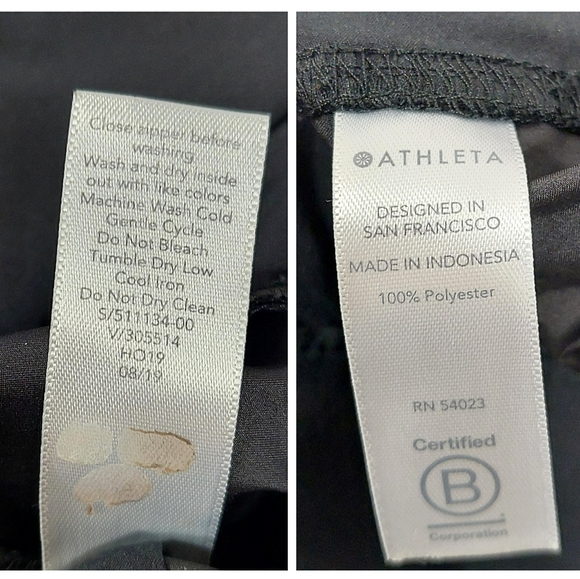 Close zipper before
washing.
Wash and dry inside
out with like colors
Machine Wash Cold
Gentle Cycle
Do Not Bleach
Tumble Dry Low
Cool Iron
Do Not Dry Clean
S/511134-00
V/305514
HO19
08/19
ATHLETA
DESIGNED IN
SAN FRANCISCO
MADE IN INDONESIA
100% Polyester
RN 54023
Certified
B
Corporation